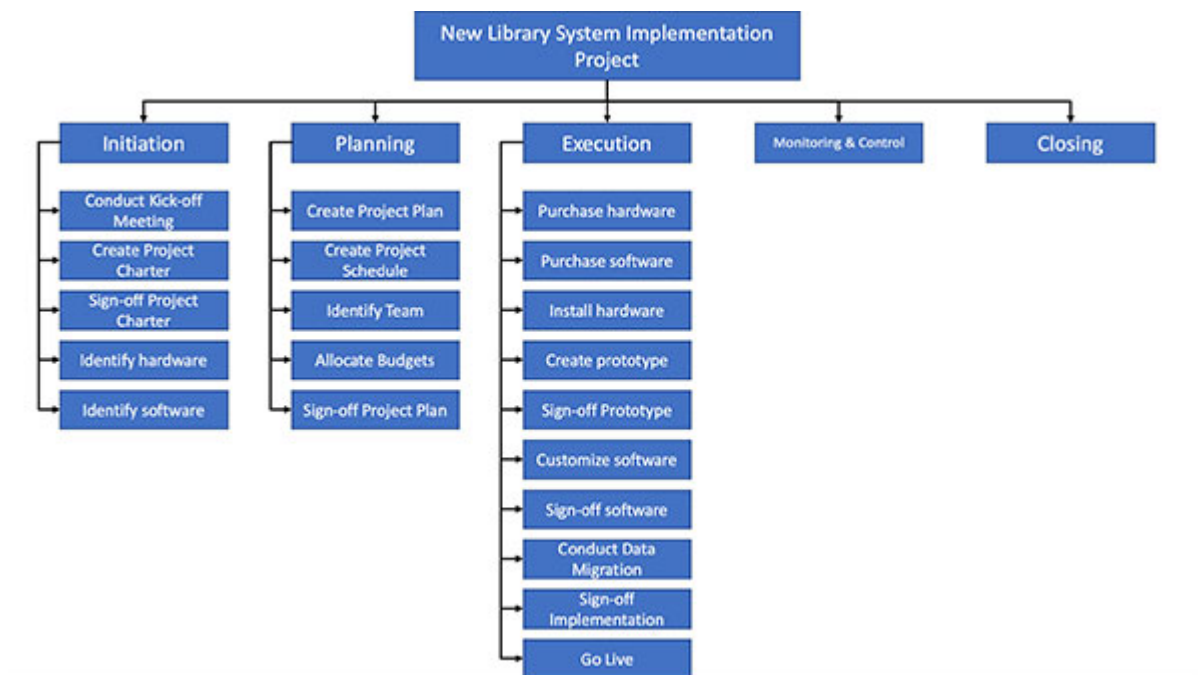 New Library System Implementation
Project
Initiation
Conduct Kick-off
Meeting
Create Project
Charter
Sign-off Project
Charter
Identify hardware
Identify software
Planning
Create Project Plan
Create Project
Schedule
Identify Team
Allocate Budgets
Sign-off Project Plan
Execution
Purchase hardware
Purchase software
Install hardware
Create prototype
Sign-off Prototype
Customize software
Sign-off software
Conduct Data
Migration
Sign-off
Implementation
Go Live
Monitoring & Control
Closing